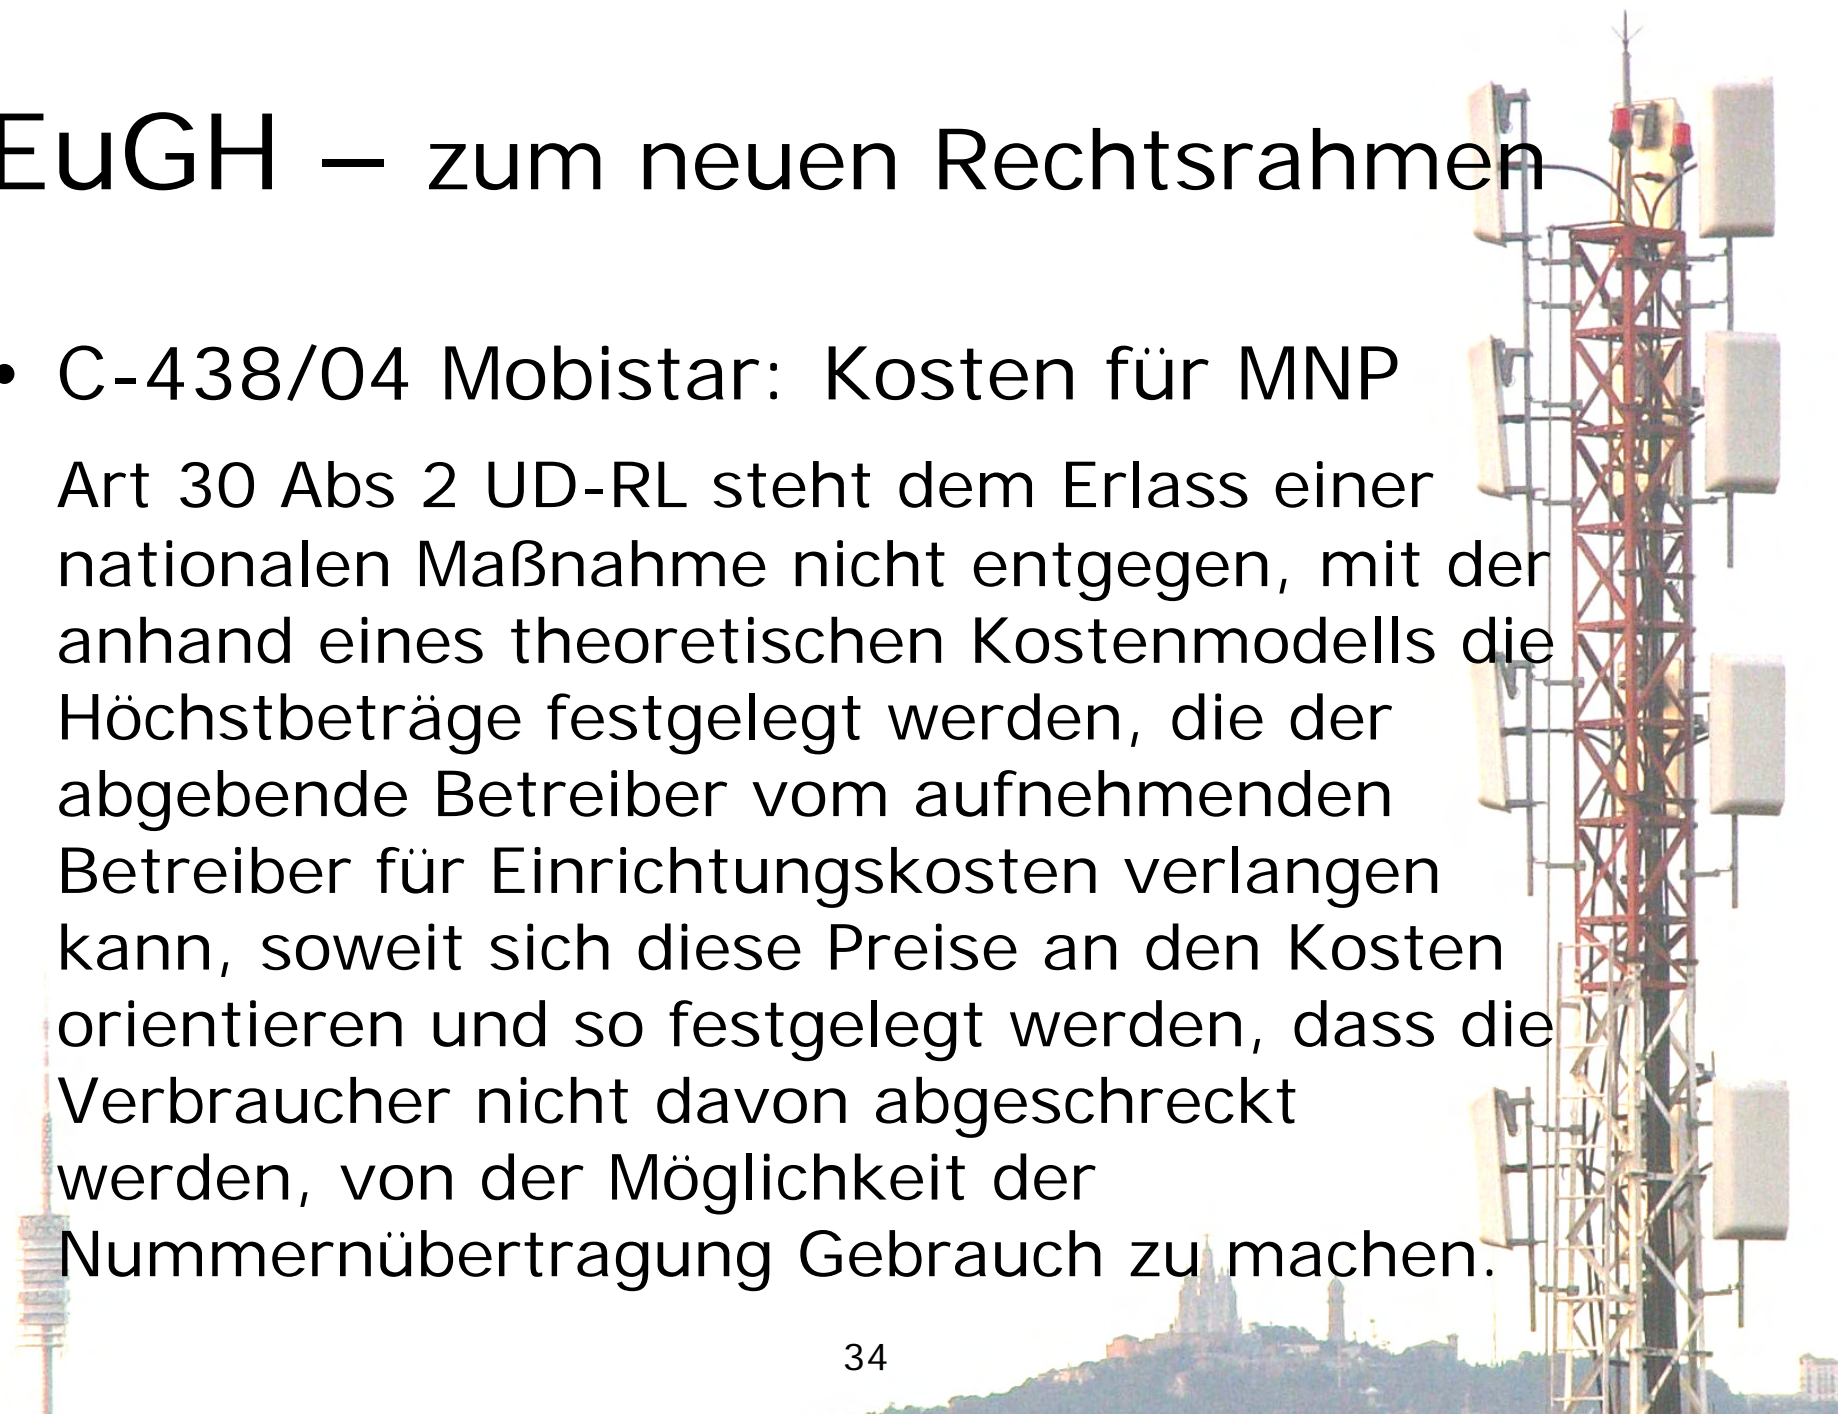 EuGH – zum neuen Rechtsrahmen
• C-438/04 Mobistar: Kosten für MNP
Art 30 Abs 2 UD-RL steht dem Erlass einer
nationalen Maßnahme nicht entgegen, mit der
anhand eines theoretischen Kostenmodells die
Höchstbeträge festgelegt werden, die der
abgebende Betreiber vom aufnehmenden
Betreiber für Einrichtungskosten verlangen
kann, soweit sich diese Preise an den Kosten
orientieren und so festgelegt werden, dass die
Verbraucher nicht davon abgeschreckt
werden, von der Möglichkeit der
Nummernübertragung Gebrauch zu machen.
34